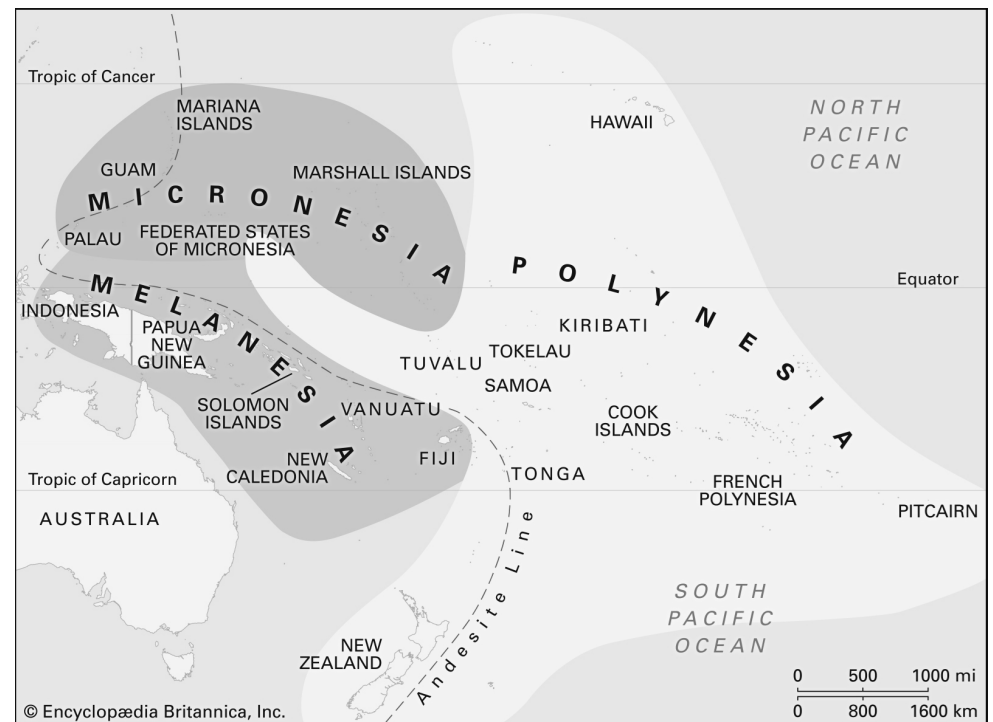 Tropic of Cancer
MARIANA
ISLANDS
HAWAII
NORTH
PACIFIC
OCEAN
GUAM
MARSHALL ISLANDS
MICRONESIA
PALAU
FEDERATED STATES
OF MICRONESIA
POLYNESIA
Equator
MELANESIA
INDONESIA
PAPUA
NEW
GUINEA
KIRIBATI
TUVALU
TOKELAU
SAMOA
SOLOMON
ISLANDS
VANUATU
COOK
ISLANDS
NEW
CALEDONIA
FIJI
TONGA
Tropic of Capricorn
FRENCH
POLYNESIA
PITCAIRN
AUSTRALIA
Andesite Line
SOUTH
PACIFIC
OCEAN
NEW
ZEALAND
0 500 1000 mi
0 800 1600 km
© Encyclopædia Britannica, Inc.